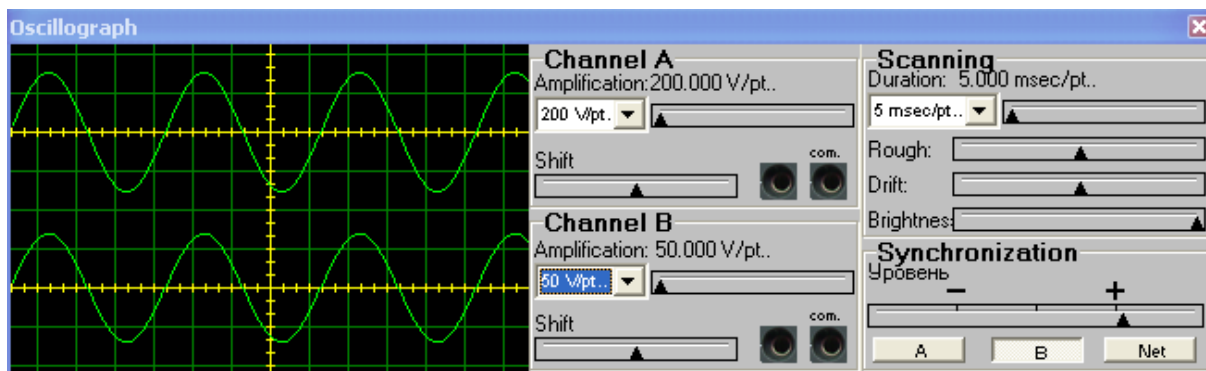 Oscillograph
Channel A
Amplification: 200.000 V/pt..
200 V/pt.
Shift
com.
Channel B
Amplification: 50.000 V/pt..
50 V/pt..
Shift
com.
Scanning
Duration: 5.000 msec/pt..
5 msec/pt..
Rough:
Drift:
Brightnes
Synchronization
Уровень
− +
A B Net